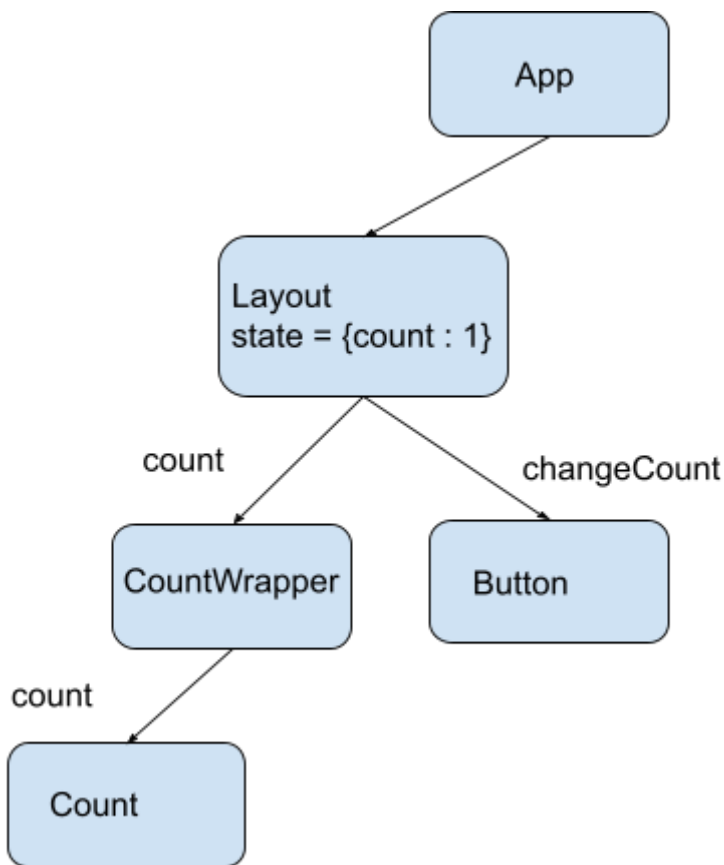 App
Layout
state = {count : 1}
count
changeCount
CountWrapper
Button
count
Count